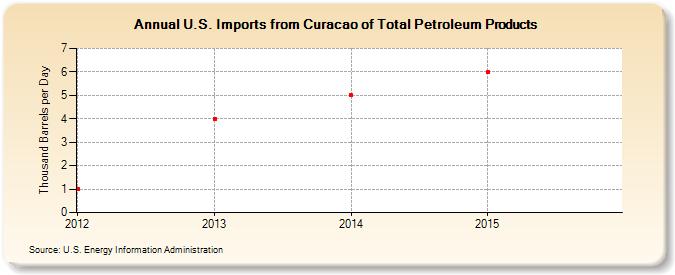 Annual U.S. Imports from Curacao of Total Petroleum Products
Thousand Barrels per Day
7
6
5
4
3
2
1
0
2012 2013 2014 2015
Source: U.S. Energy Information Administration